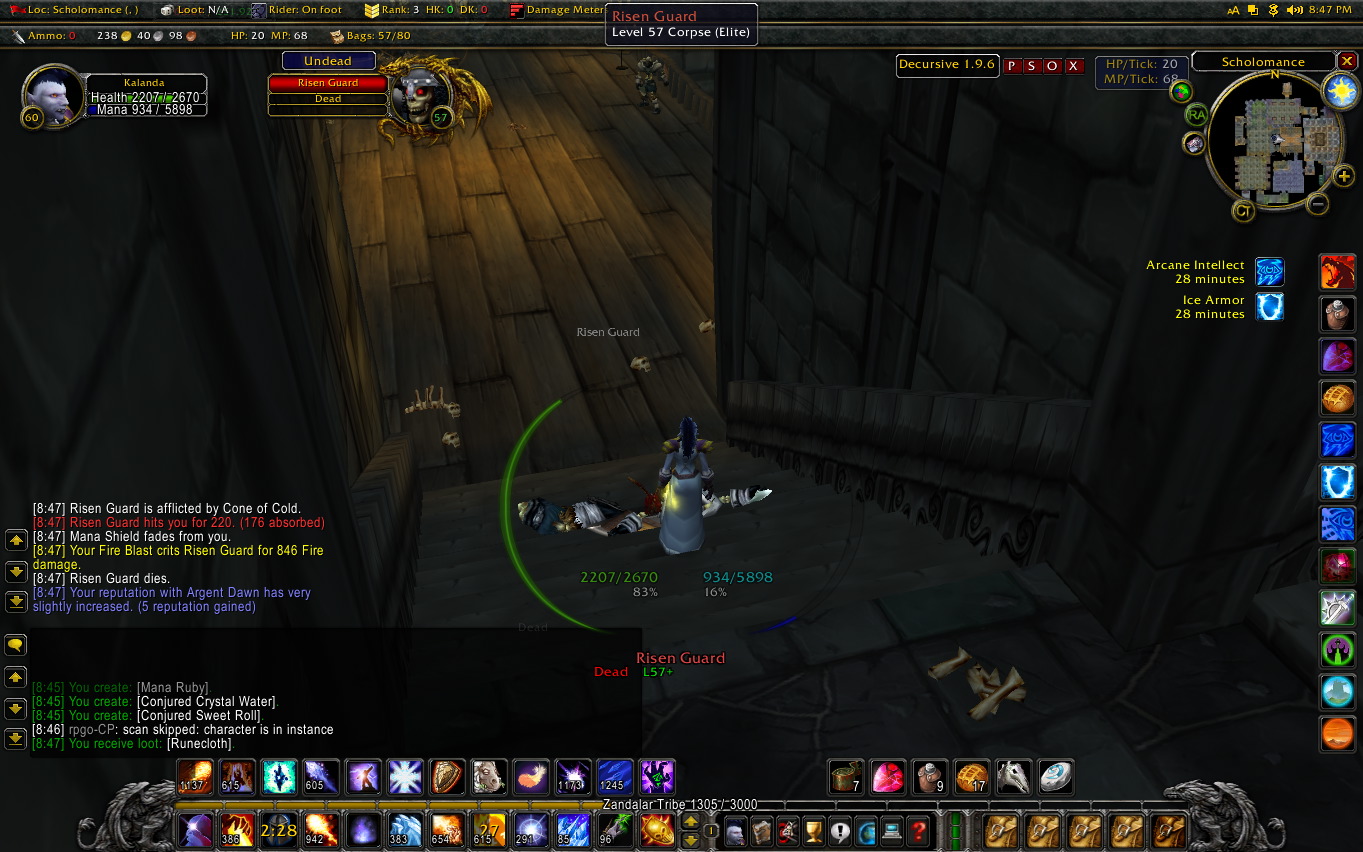 Loc: Scholomance (, ) Loot: N/A Rider: On foot Rank: 3 HK: 0 DK: 0 Damage Meter
AA 8:47 PM
Ammo: 0 238 40 98 HP: 20 MP: 68 Bags: 57/80
Risen Guard
Level 57 Corpse (Elite)
Undead
Risen Guard
Dead
57
Kalanda
Health 2207 / 2670
Mana 934 / 5898
60
Decursive 1.9.6 P S O X
HP/Tick: 20
MP/Tick: 68
Scholomance
N
RA
CT
Arcane Intellect
28 minutes
Ice Armor
28 minutes
Risen Guard
[8:47] Risen Guard is afflicted by Cone of Cold.
[8:47] Risen Guard hits you for 220. (176 absorbed)
[8:47] Mana Shield fades from you.
[8:47] Your Fire Blast crits Risen Guard for 846 Fire
damage.
[8:47] Risen Guard dies.
[8:47] Your reputation with Argent Dawn has very
slightly increased. (5 reputation gained)
2207/2670 934/5898
83% 16%
Dead
Risen Guard
Dead L57+
[8:45] You create: [Mana Ruby].
[8:45] You create: [Conjured Crystal Water].
[8:45] You create: [Conjured Sweet Roll].
[8:46] rpgo-CP: scan skipped: character is in instance
[8:47] You receive loot: [Runecloth].
1137 615 605 1173 1245 7 9 17
Zandalar Tribe 1305 / 3000
386 2:28 942 383 654 27 615 291 85 96 1